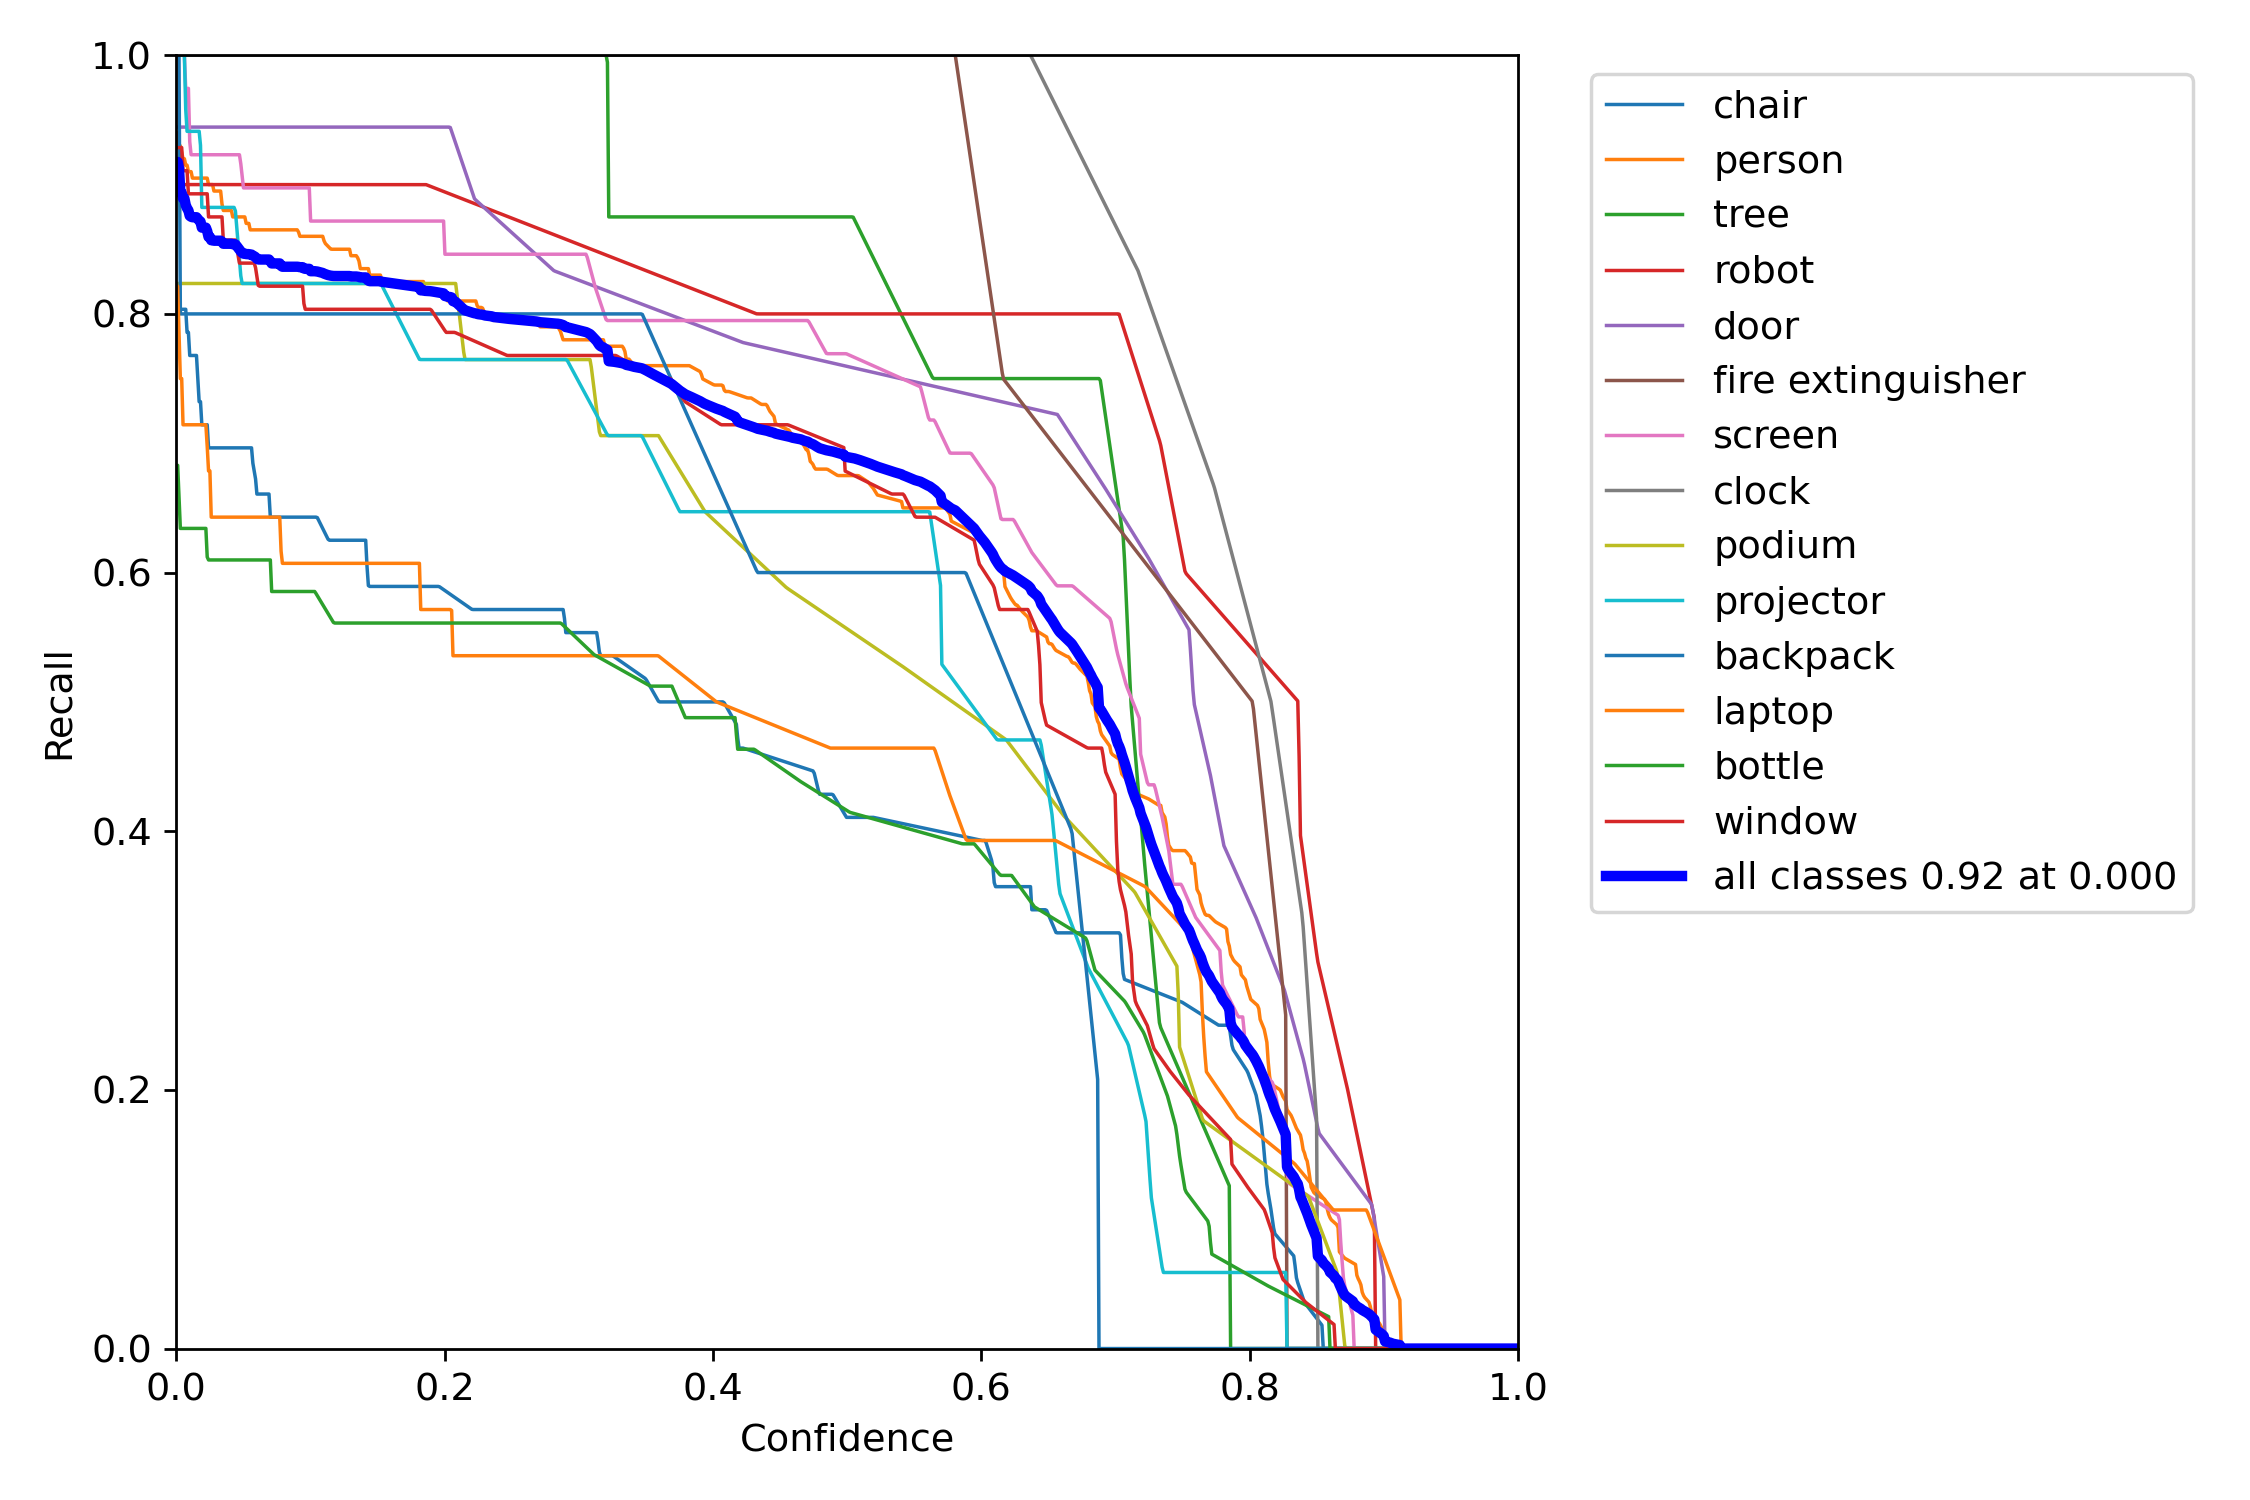 1.0
0.8
0.6
0.4
0.2
0.0
Recall
0.0 0.2 0.4 0.6 0.8 1.0
Confidence
chair
person
tree
robot
door
fire extinguisher
screen
clock
podium
projector
backpack
laptop
bottle
window
all classes 0.92 at 0.000